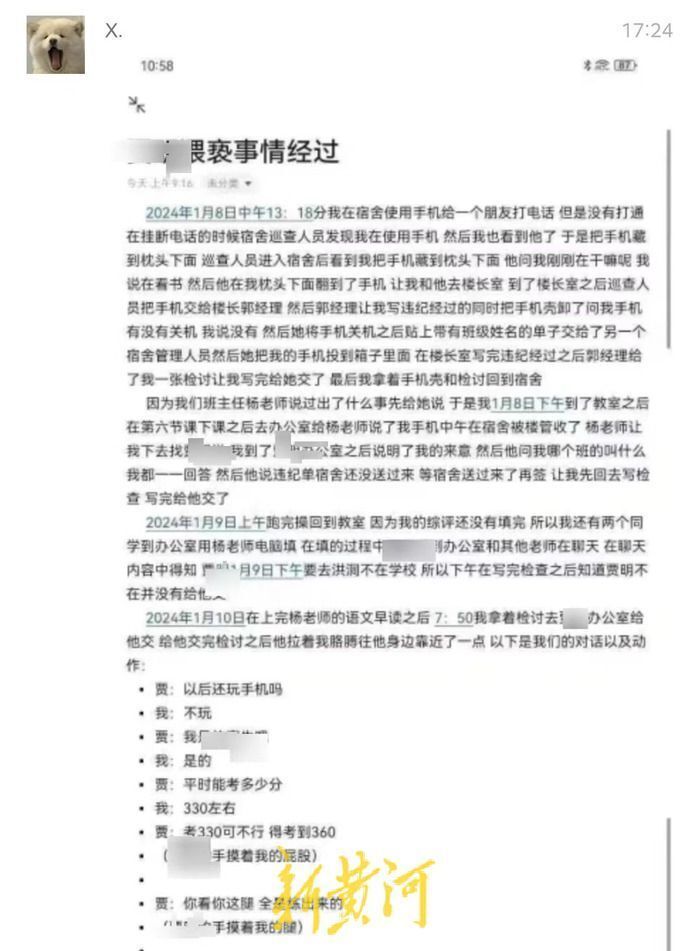 X.
17:24
10:58
87
猥亵事情经过
今天 上午9:16 未分类
2024年1月8日中午13：18分我在宿舍使用手机给一个朋友打电话 但是没有打通
在挂断电话的时候宿舍巡查人员发现我在使用手机 然后我也看到他了 于是把手机藏
到枕头下面 巡查人员进入宿舍后看到我把手机藏到枕头下面 他问我刚刚在干嘛呢 我
说在看书 然后他在我枕头下面翻到了手机 让我和他去楼长室 到了楼长室之后巡查人
员把手机交给楼长郭经理 然后郭经理让我写违纪经过的同时把手机壳卸了问我手机
有没有关机 我说没有 然后她将手机关机之后贴上带有班级姓名的单子交给了另一个
宿舍管理人员然后她把我的手机投到箱子里面 在楼长室写完违纪经过之后郭经理给
了我一张检讨让我写完给她交了 最后我拿着手机壳和检讨回到宿舍
因为我们班主任杨老师说过出了什么事先给她说 于是我1月8日下午到了教室之后
在第六节课下课之后去办公室给杨老师说了我手机中午在宿舍被楼管收了 杨老师让
我下去找 我到了 办公室之后说明了我的来意 然后他问我哪个班的叫什么
我都一一回答 然后他说违纪单宿舍还没送过来 等宿舍送过来了再签 让我先回去写检
查 写完给他交了
2024年1月9日上午跑完操回到教室 因为我的综评还没有填完 所以我还有两个同
学到办公室用杨老师电脑填 在填的过程中 到办公室和其他老师在聊天 在聊天
内容中得知 贾明1月9日下午要去洪洞不在学校 所以下午在写完检查之后知道贾明不
在并没有给他交
2024年1月10日在上完杨老师的语文早读之后 7：50我拿着检讨去 办公室给
他交 给他交完检讨之后他拉着我胳膊往他身边靠近了一点 以下是我们的对话以及动
作：
• 贾：以后还玩手机吗
• 我：不玩
• 贾：我
• 我：是的
• 贾：平时能考多少分
• 我：330左右
• 贾：考330可不行 得考到360
• （ 手摸着我的屁股）
•
• 贾：你看你这腿 全是练出来的
• （ 手摸着我的腿）
新黄河